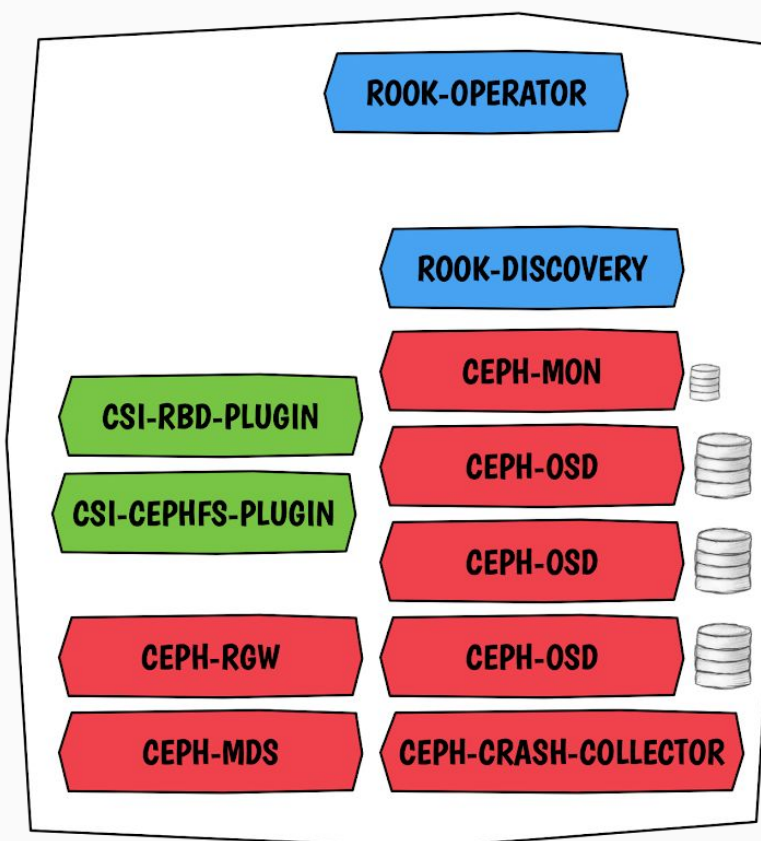 ROOK-OPERATOR
ROOK-DISCOVERY
CEPH-MON
CSI-RBD-PLUGIN
CEPH-OSD
CSI-CEPHFS-PLUGIN
CEPH-OSD
CEPH-RGW
CEPH-OSD
CEPH-MDS
CEPH-CRASH-COLLECTOR